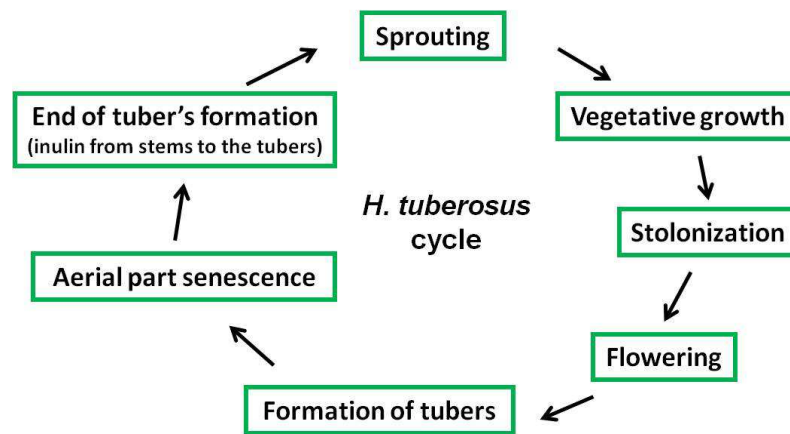 Sprouting
Vegetative growth
Stolonization
Flowering
Formation of tubers
Aerial part senescence
End of tuber's formation
(inulin from stems to the tubers)
H. tuberosus
cycle